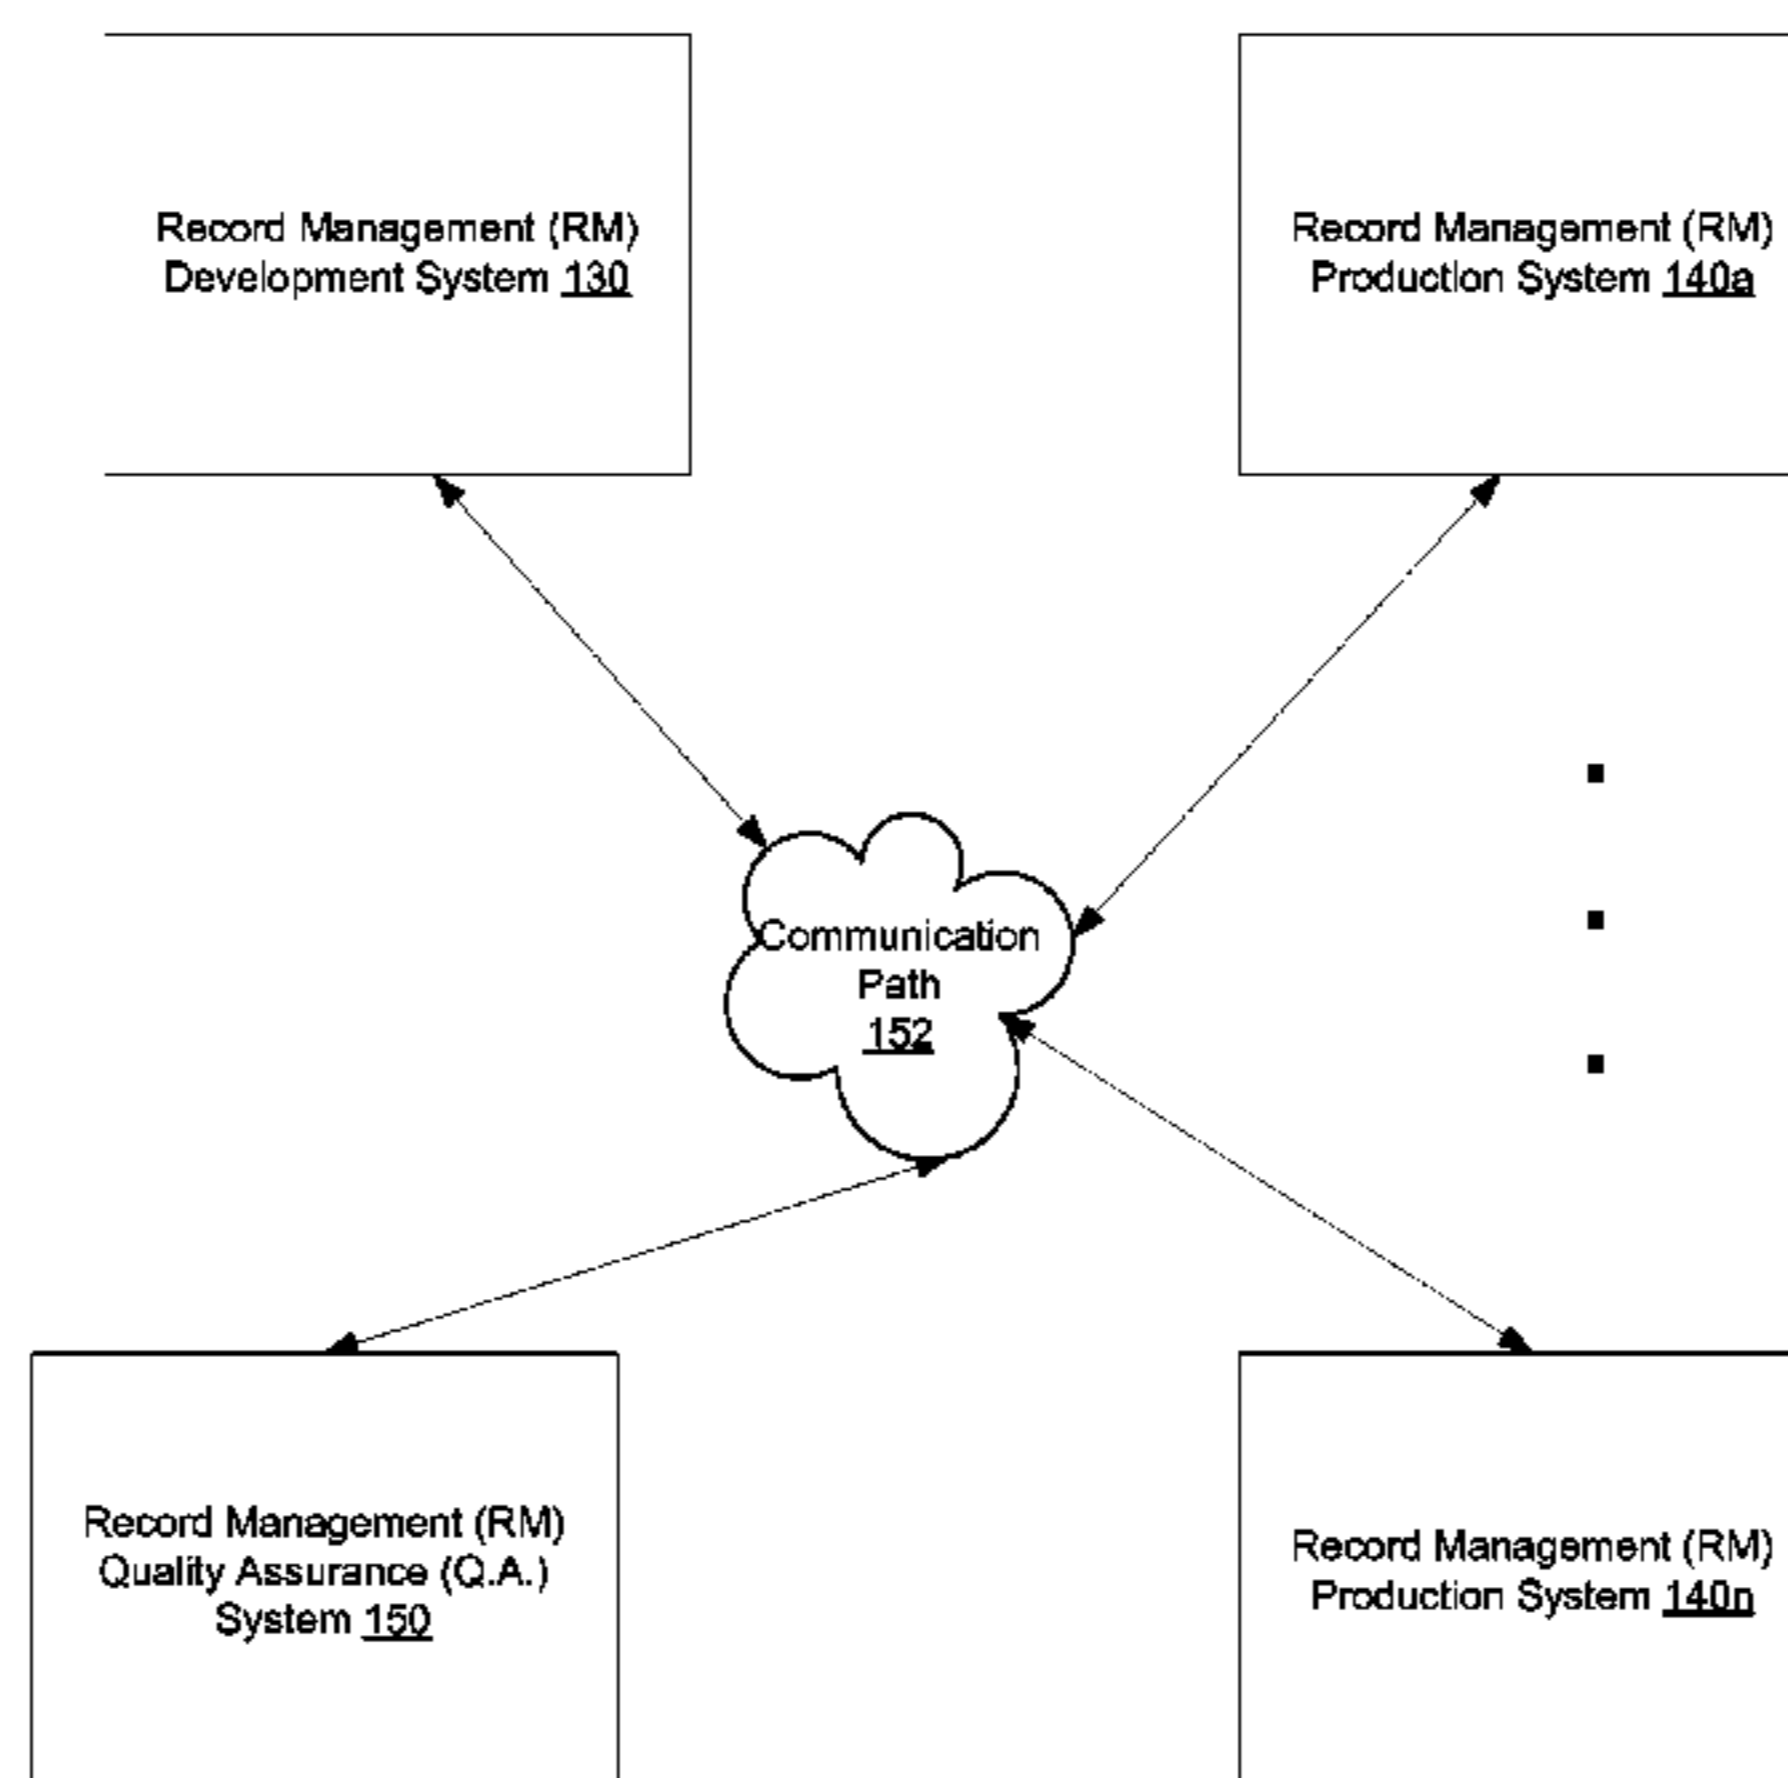 Record Management (RM)
Development System 130
Record Management (RM)
Production System 140a
Communication
Path
152
Record Management (RM)
Quality Assurance (Q.A.)
System 150
Record Management (RM)
Production System 140n